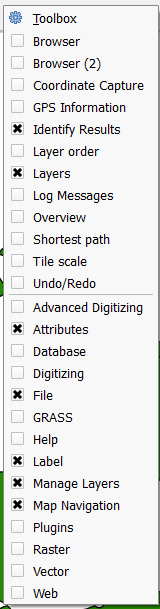 Toolbox
Browser
Browser (2)
Coordinate Capture
GPS Information
Identify Results
Layer order
Layers
Log Messages
Overview
Shortest path
Tile scale
Undo/Redo
Advanced Digitizing
Attributes
Database
Digitizing
File
GRASS
Help
Label
Manage Layers
Map Navigation
Plugins
Raster
Vector
Web